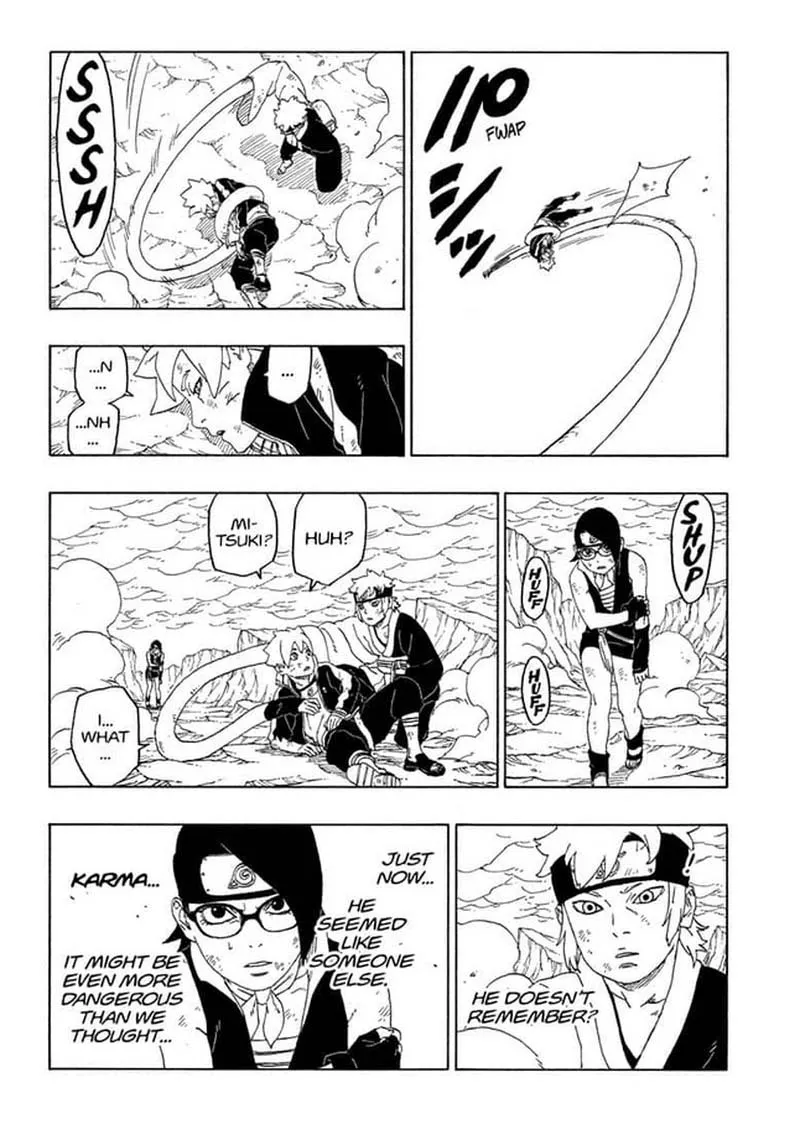 FWAP
SSSH
...
...N
...
...NH
...
SHUP
HUFF
HUFF
HUH?
MI-
TSUKI?
I...
WHAT
...
!
HE DOESN'T
REMEMBER?
JUST
NOW...
HE
SEEMED
LIKE
SOMEONE
ELSE.
KARMA...
IT MIGHT BE
EVEN MORE
DANGEROUS
THAN WE
THOUGHT...